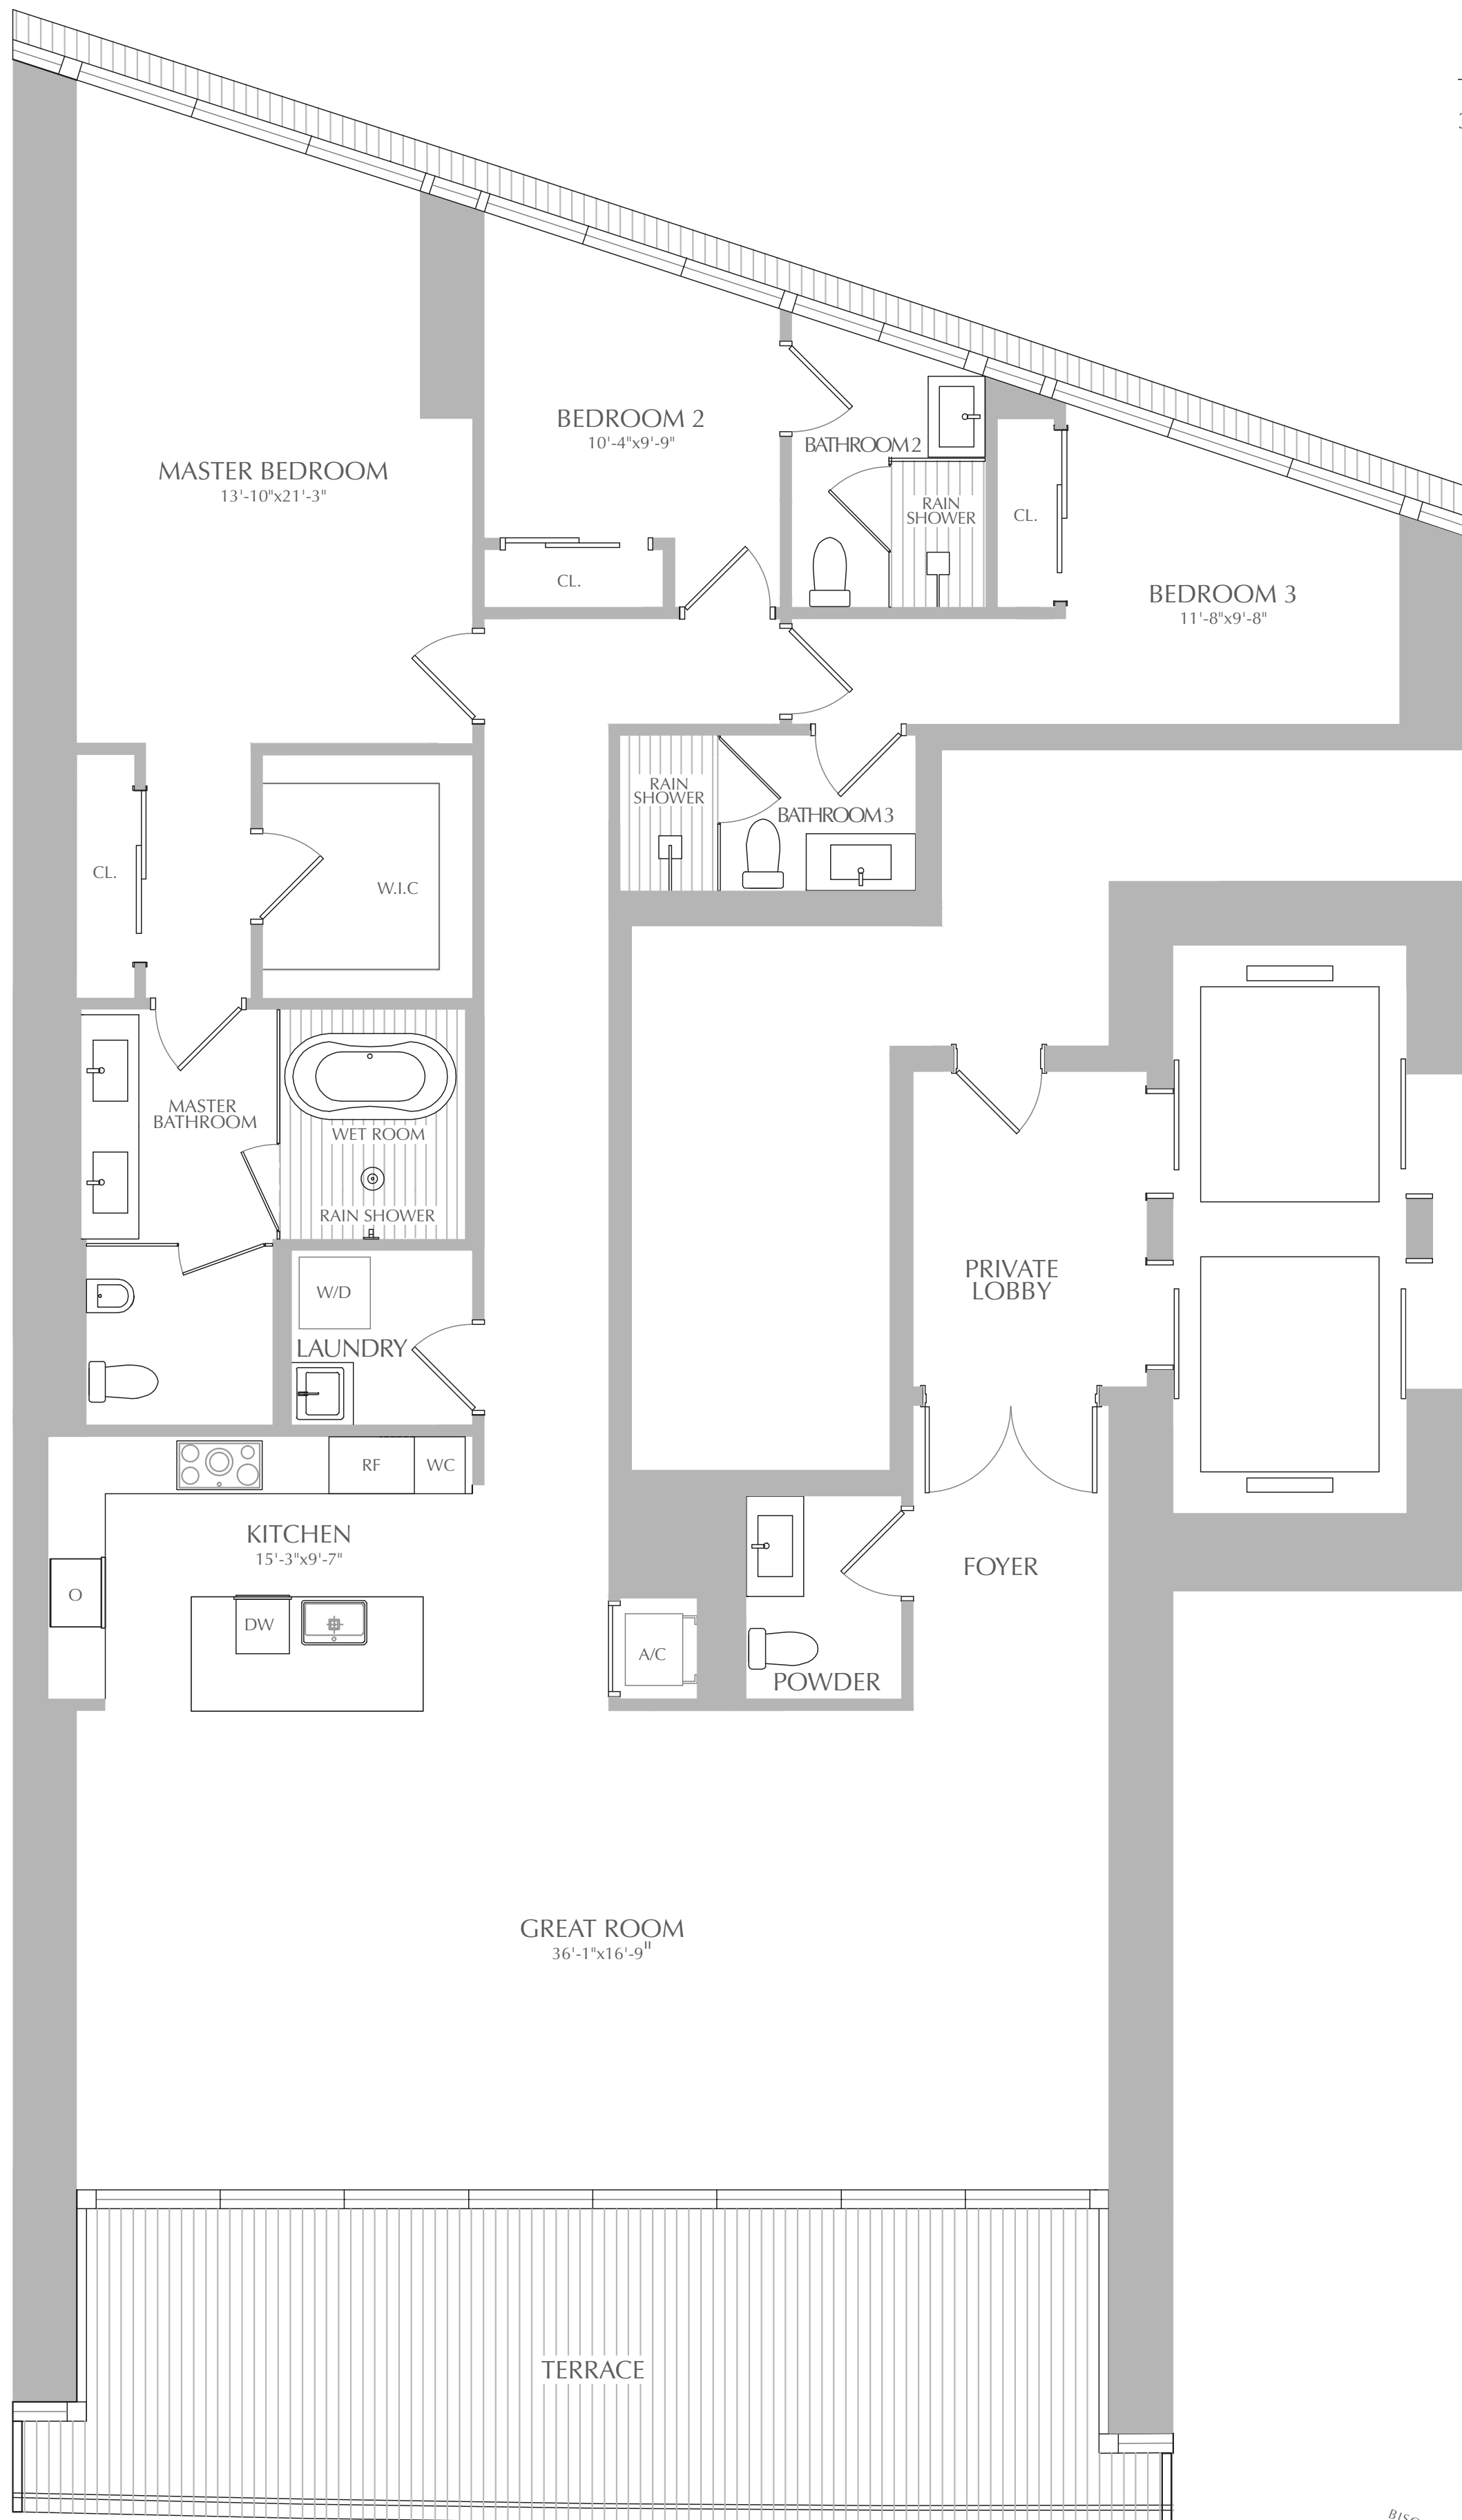 BEDROOM 2
10'-4"x9'-9"
BATHROOM 2
MASTER BEDROOM
13'-10"x21'-3"
RAIN
SHOWER
CL.
CL.
BEDROOM 3
11'-8"x9'-8"
RAIN
SHOWER
BATHROOM 3
CL.
W.I.C
MASTER
BATHROOM
WET ROOM
RAIN SHOWER
PRIVATE
LOBBY
W/D
LAUNDRY
RF
WC
KITCHEN
15'-3"x9'-7"
FOYER
O
DW
A/C
POWDER
GREAT ROOM
36'-1"x16'-9"
TERRACE